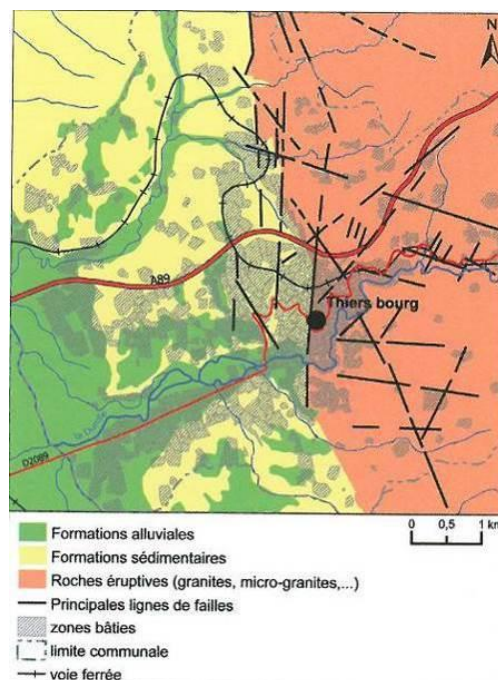 N
A89
Thiers bourg
D2089
0 0,5 1 km
Formations alluviales
Formations sédimentaires
Roches éruptives (granites, micro-granites,...)
Principales lignes de failles
zones bâties
limite communale
voie ferrée